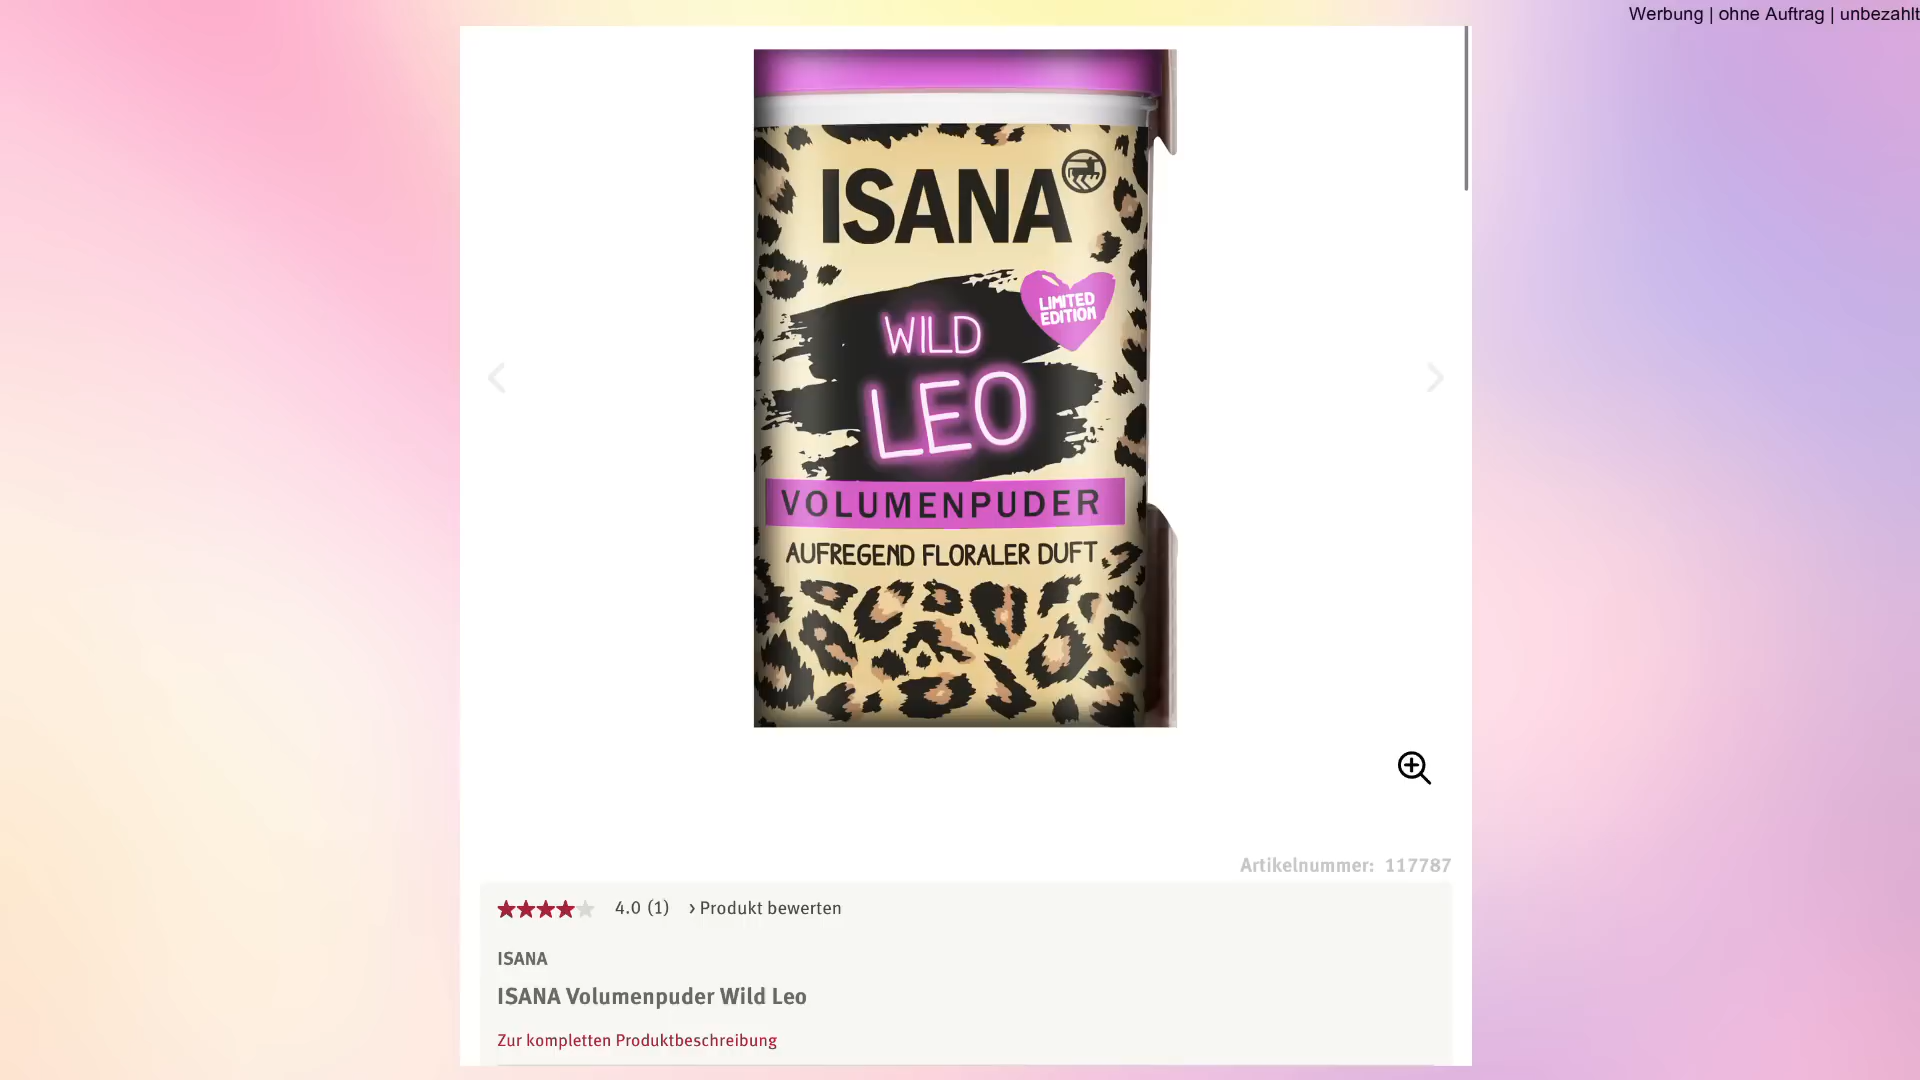 Werbung | ohne Auftrag | unbezahlt
ISANA
LIMITED
EDITION
WILD
LEO
VOLUMENPUDER
AUFREGEND FLORALER DUFT
Artikelnummer: 117787
4.0 (1) › Produkt bewerten
ISANA
ISANA Volumenpuder Wild Leo
Zur kompletten Produktbeschreibung